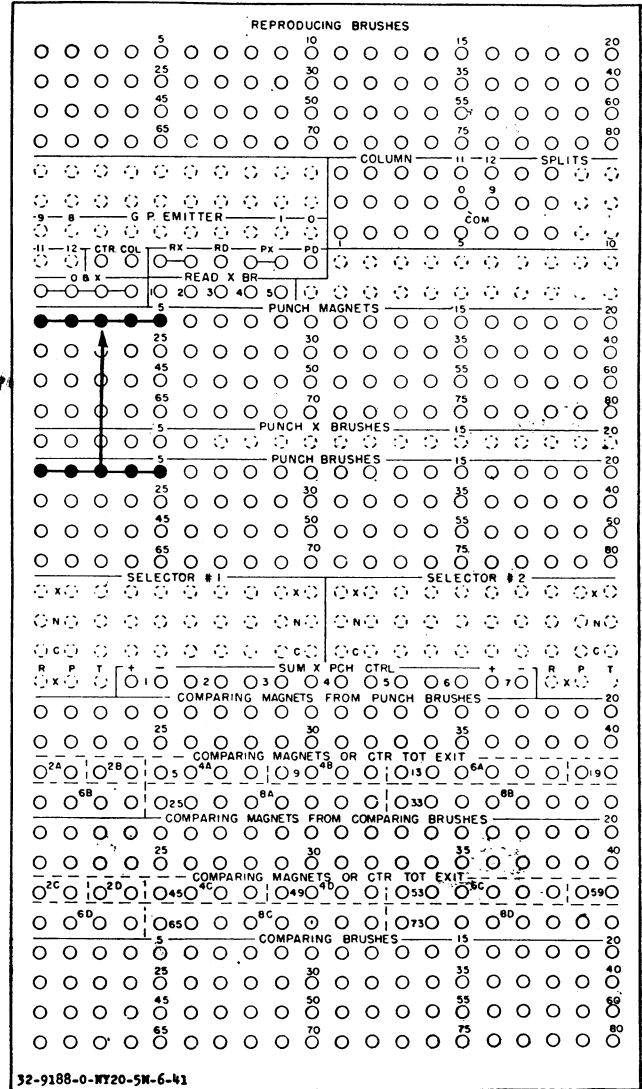 REPRODUCING BRUSHES
5 10 15 20
25 30 35 40
45 50 55 60
65 70 75 80
COLUMN 11 12 SPLITS
0 9
9 8 G P. EMITTER 1 0 COM
1 5 10
11 12 CTR COL RX RD PX PD
O & X READ X BR
1 2 3 4 5
PUNCH MAGNETS
5 15 20
25 30 35 40
45 50 55 60
65 70 75 80
PUNCH X BRUSHES
5 15 20
PUNCH BRUSHES
5 15 20
25 30 35 40
45 50 55 60
65 70 75 80
SELECTOR #1 SELECTOR #2
X X X X
N N
C C C C
R P T + - SUM X PCH CTRL + - R P T
X 1 2 3 4 5 6 7 X
COMPARING MAGNETS FROM PUNCH BRUSHES 20
25 30 35 40
COMPARING MAGNETS OR CTR TOT EXIT
2A 2B 5 4A 9 4B 13 6A 19
6B 25 8A 33 8B
COMPARING MAGNETS FROM COMPARING BRUSHES 20
25 30 35 40
COMPARING MAGNETS OR CTR TOT EXIT
2C 2D 45 4C 49 4D 53 6C 59
6D 65 8C 73 8D
COMPARING BRUSHES
5 15 20
25 30 35 40
45 50 55 60
65 70 75 80
32-9188-0-NY20-5M-6-41